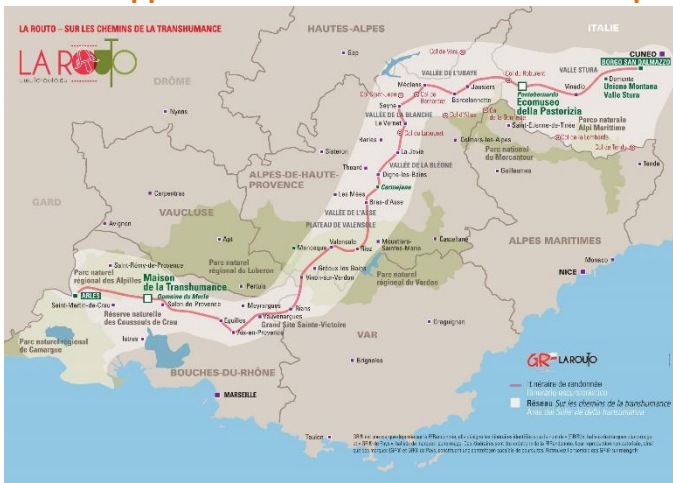 LA ROUTO – SUR LES CHEMINS DE LA TRANSHUMANCE
LA ROUTO
HAUTES-ALPES
ITALIE
Gap
DRÔME
Nyons
CUNEO
BORGO SAN DALMAZZO
VALLE STURA
Demonte
Vinadio
Unione Montana
Valle Stura
Pontebernardo
Ecomuseo
della Pastorizia
Parco naturale
Alpi Marittime
VALLÉE DE L'UBAYE
Jausiers
Barcelonnette
Méolans
Seyne
VALLÉE DE LA BLANCHE
Le Vernet
Saint-Étienne-de-Tinée
Colmars-les-Alpes
Parc national
du Mercantour
Guillaumes
Tende
Sisteron
La Javie
VALLÉE DE LA BLÉONE
Thoard
Digne-les-Bains
Carmejane
ALPES-DE-HAUTE-
PROVENCE
Les Mées
Bras-d'Asse
VALLÉE DE L'ASSE
PLATEAU DE VALENSOLE
GARD
Carpentras
VAUCLUSE
Avignon
Apt
Manosque
Valensole
Riez
Moustiers-
Sainte-Marie
Castellane
ALPES MARITIMES
Monaco
NICE
Parc naturel
régional du Luberon
Gréoux les Bains
Vinon-sur-Verdon
Parc naturel
régional du Verdon
Saint-Rémy-de-Provence
Parc naturel
régional des Alpilles
Maison
de la Transhumance
Domaine du Merle
Pertuis
ARLES
Saint-Martin-de-Crau
Salon-de-Provence
Meyrargues
Rians
Vauvenargues
Grand Site Sainte-Victoire
Réserve naturelle
des Coussouls de Crau
Éguilles
Aix-en-Provence
Istres
Parc naturel régional
de Camargue
VAR
Draguignan
Brignoles
BOUCHES-DU-RHÔNE
MARSEILLE
Toulon
GR LA ROUTO
Itinéraire de randonnée
Réseau Sur les chemins de la transhumance